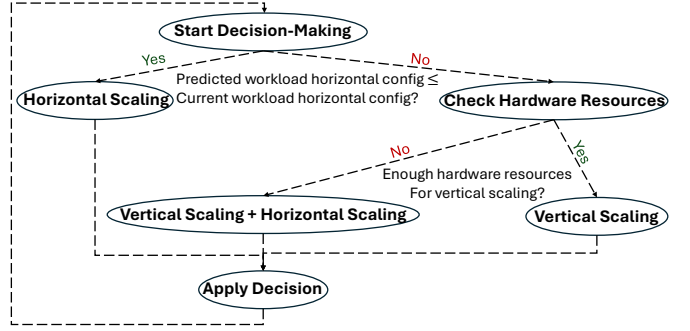 Start Decision-Making
Yes
No
Predicted workload horizontal config ≤
Current workload horizontal config?
Horizontal Scaling
Check Hardware Resources
No
Yes
Enough hardware resources
For vertical scaling?
Vertical Scaling + Horizontal Scaling
Vertical Scaling
Apply Decision